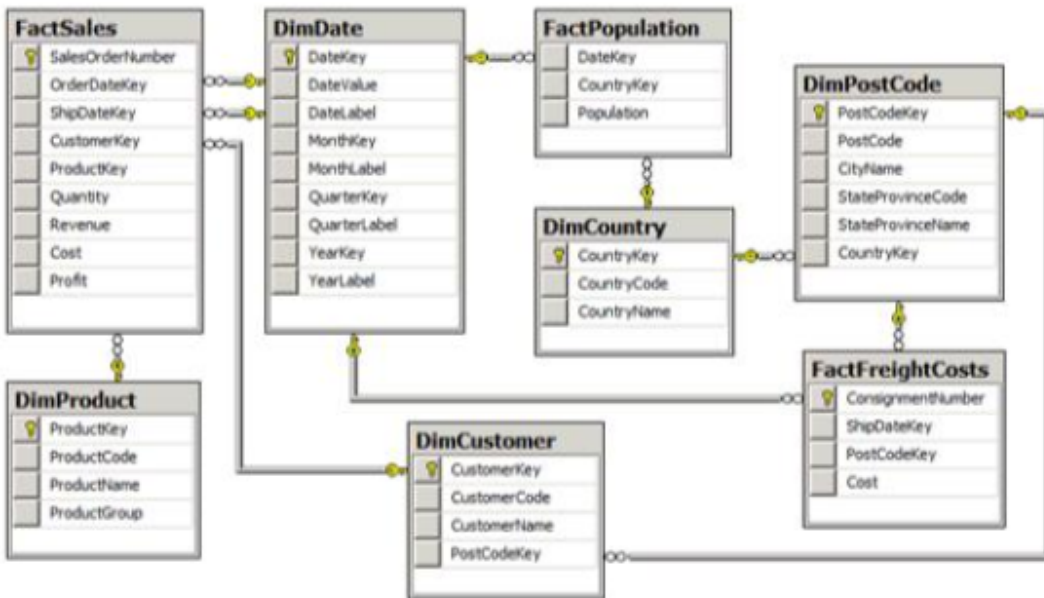 FactSales
SalesOrderNumber
OrderDateKey
ShipDateKey
CustomerKey
ProductKey
Quantity
Revenue
Cost
Profit
DimDate
DateKey
DateValue
DateLabel
MonthKey
MonthLabel
QuarterKey
QuarterLabel
YearKey
YearLabel
FactPopulation
DateKey
CountryKey
Population
DimPostCode
PostCodeKey
PostCode
CityName
StateProvinceCode
StateProvinceName
CountryKey
DimCountry
CountryKey
CountryCode
CountryName
FactFreightCosts
ConsignmentNumber
ShipDateKey
PostCodeKey
Cost
DimProduct
ProductKey
ProductCode
ProductName
ProductGroup
DimCustomer
CustomerKey
CustomerCode
CustomerName
PostCodeKey